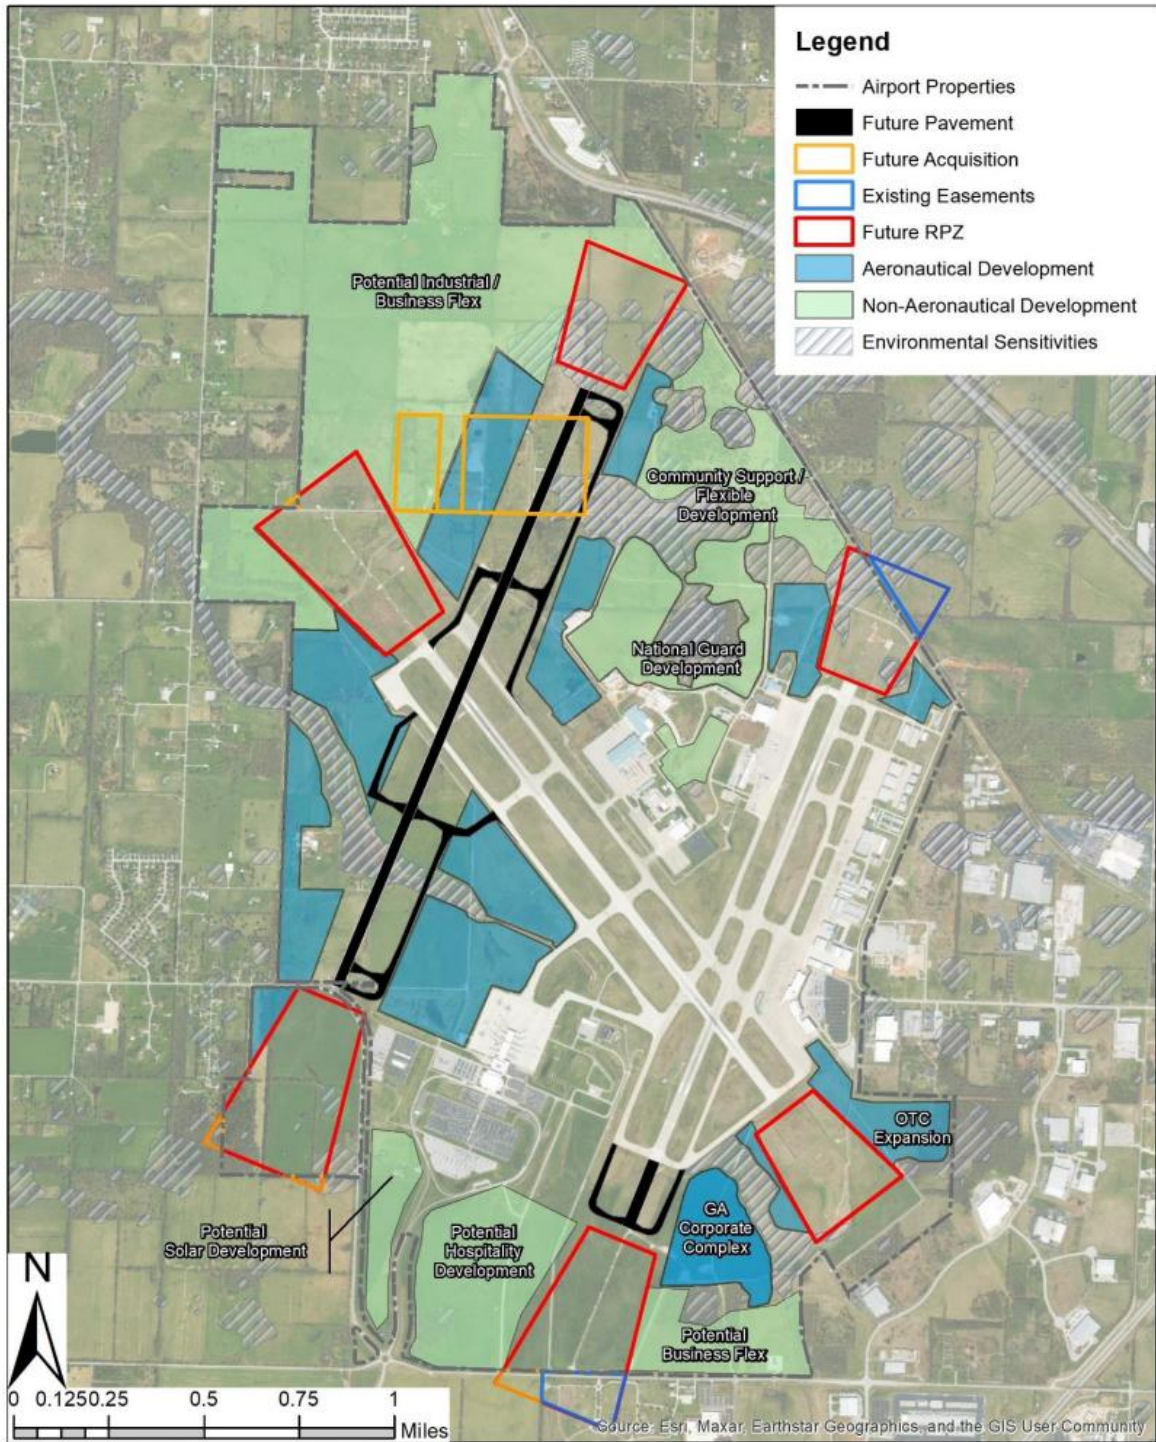 Legend
Airport Properties
Future Pavement
Future Acquisition
Existing Easements
Future RPZ
Aeronautical Development
Non-Aeronautical Development
Environmental Sensitivities
Potential Industrial /
Business Flex
Community Support /
Flexible
Development
National Guard
Development
OTC
Expansion
GA
Corporate
Complex
Potential
Solar Development
Potential
Hospitality
Development
Potential
Business Flex
N
0 0.1250.25 0.5 0.75 1
Miles
Source: Esri, Maxar, Earthstar Geographics, and the GIS User Community